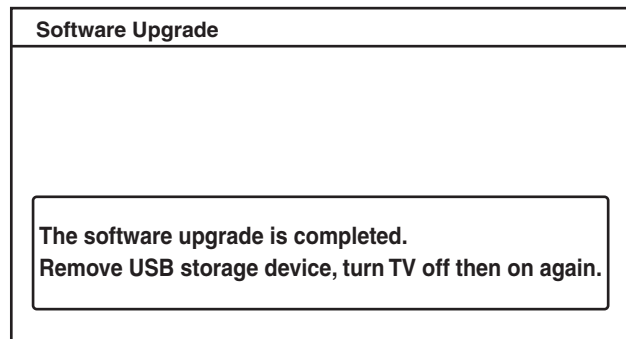 Software Upgrade
The software upgrade is completed.
Remove USB storage device, turn TV off then on again.